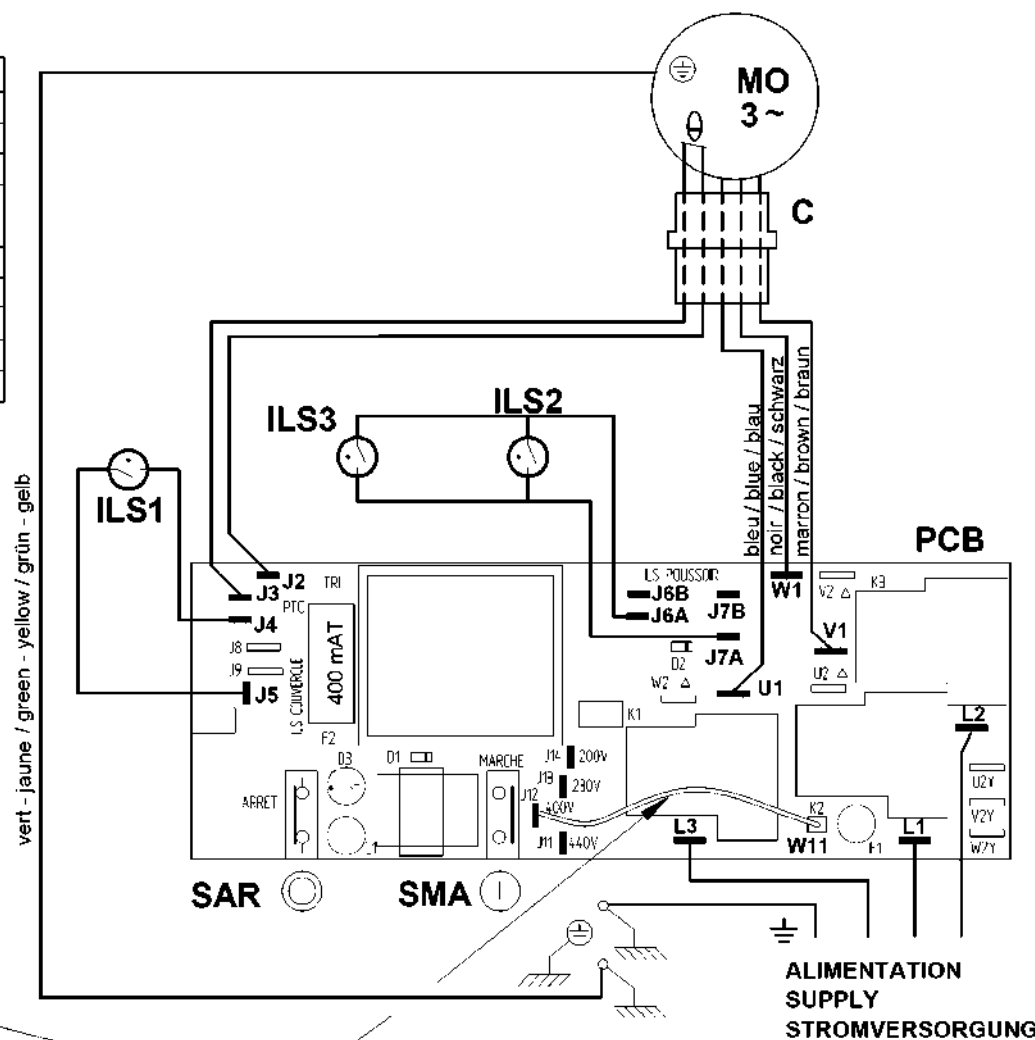 MO
3 ~
C
bleu / blue / blau
noir / black / schwarz
marron / brown / braun
ILS3
ILS2
ILS1
vert - jaune / green - yellow / grün - gelb
PCB
J2
TRI
J3
PTC
J4
J8
J9
J5
400 mAT
F2
ILS POUSSOIR
J6B
J6A
J7B
J7A
D2
W2
U1
W1
V2
K3
V1
U2
L2
K1
D3
D1
ARRET
MARCHE
J14
200V
J13
230V
J12
400V
J11
440V
L3
K2
W11
F1
L1
U2Y
V2Y
W2Y
SAR
SMA
ALIMENTATION
SUPPLY
STROMVERSORGUNG